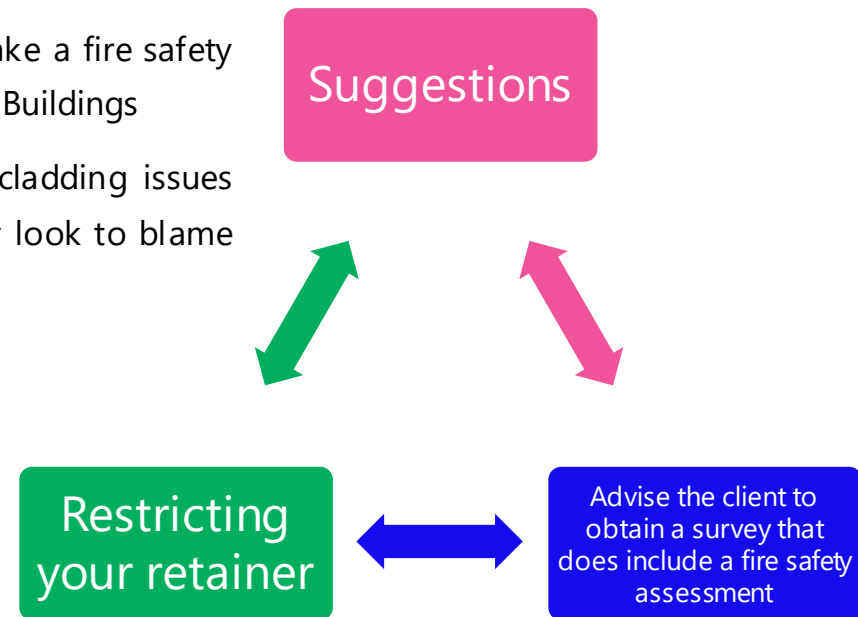 ake a fire safety
Buildings
cladding issues
look to blame
Suggestions
Restricting
your retainer
Advise the client to
obtain a survey that
does include a fire safety
assessment